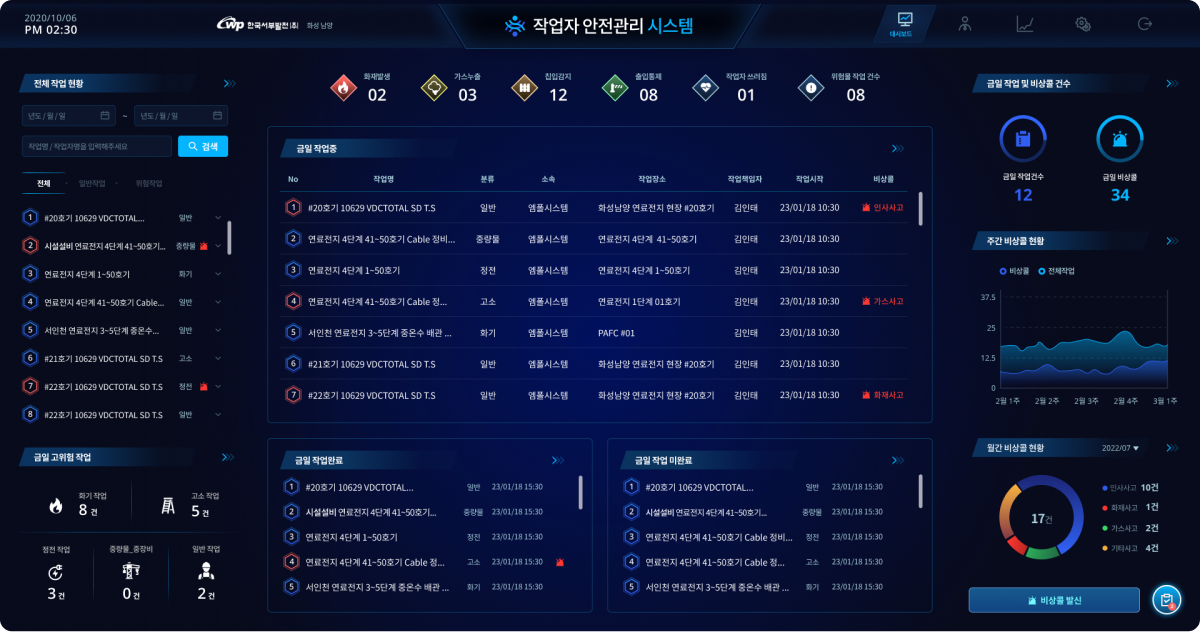 2020/10/06
PM 02:30
CWP 한국서부발전(주) 화성 남양
작업자 안전관리 시스템
대시보드
전체 작업 현황
년도 / 월 / 일 ~ 년도 / 월 / 일
작업명 / 작업자명을 입력해주세요 검색
전체 일반작업 위험작업
1 #20호기 10629 VDCTOTAL... 일반
2 시설설비 연료전지 4단계 41~50호기... 중량물
3 연료전지 4단계 1~50호기 화기
4 연료전지 4단계 41~50호기 Cable... 일반
5 서인천 연료전지 3~5단계 중온수... 일반
6 #21호기 10629 VDCTOTAL SD T.S 고소
7 #22호기 10629 VDCTOTAL SD T.S 정전
8 #22호기 10629 VDCTOTAL SD T.S 일반
금일 고위험 작업
화기 작업 8 건
고소 작업 5 건
정전 작업 3 건
중량물_중장비 0 건
일반 작업 2 건
화재발생 02
가스누출 03
침입감지 12
출입통제 08
작업자 쓰러짐 01
위험물 작업 건수 08
금일 작업중
No 작업명 분류 소속 작업장소 작업책임자 작업시작 비상콜
1 #20호기 10629 VDCTOTAL SD T.S 일반 엠폴시스템 화성남양 연료전지 현장 #20호기 김인태 23/01/18 10:30 인사사고
2 연료전지 4단계 41~50호기 Cable 정비... 중량물 엠폴시스템 연료전지 4단계 41~50호기 김인태 23/01/18 10:30
3 연료전지 4단계 1~50호기 정전 엠폴시스템 연료전지 4단계 1~50호기 김인태 23/01/18 10:30
4 연료전지 4단계 41~50호기 Cable 정... 고소 엠폴시스템 연료전지 1단계 01호기 김인태 23/01/18 10:30 가스사고
5 서인천 연료전지 3~5단계 중온수 배관 ... 화기 엠폴시스템 PAFC #01 김인태 23/01/18 10:30
6 #21호기 10629 VDCTOTAL SD T.S 일반 엠폴시스템 화성남양 연료전지 현장 #20호기 김인태 23/01/18 10:30
7 #22호기 10629 VDCTOTAL SD T.S 일반 엠폴시스템 화성남양 연료전지 현장 #20호기 김인태 23/01/18 10:30 화재사고
금일 작업완료
1 #20호기 10629 VDCTOTAL... 일반 23/01/18 15:30
2 시설설비 연료전지 4단계 41~50호기... 중량물 23/01/18 15:30
3 연료전지 4단계 1~50호기 정전 23/01/18 15:30
4 연료전지 4단계 41~50호기 Cable 정... 고소 23/01/18 15:30
5 서인천 연료전지 3~5단계 중온수 배관 ... 화기 23/01/18 15:30
금일 작업 미완료
1 #20호기 10629 VDCTOTAL... 일반 23/01/18 15:30
2 시설설비 연료전지 4단계 41~50호기... 중량물 23/01/18 15:30
3 연료전지 4단계 41~50호기 Cable 정비... 정전 23/01/18 15:30
4 연료전지 4단계 41~50호기 Cable 정... 고소 23/01/18 15:30
5 서인천 연료전지 3~5단계 중온수 배관 ... 화기 23/01/18 15:30
금일 작업 및 비상콜 건수
금일 작업건수 금일 비상콜
12 34
주간 비상콜 현황
비상콜 전체작업
37.5
25
12.5
0
2월 1주 2월 2주 2월 3주 2월 4주 3월 1주
월간 비상콜 현황 2022/07 ▼
17건
인사사고 10건
화재사고 1건
가스사고 2건
기타사고 4건
비상콜 발신